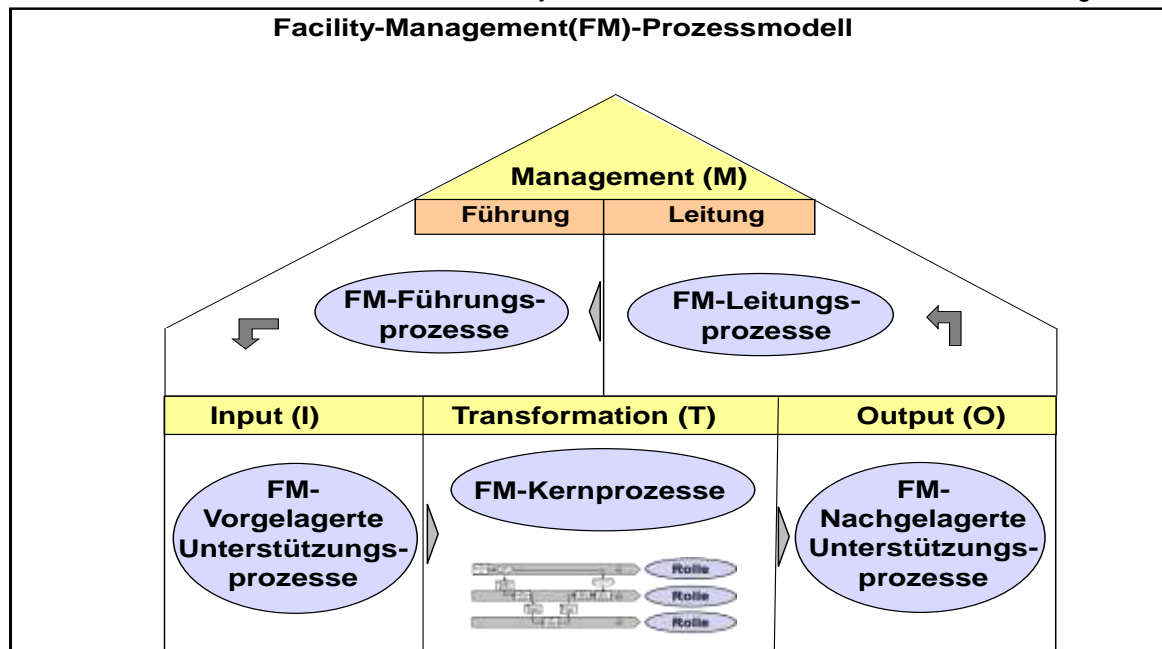 Facility-Management(FM)-Prozessmodell
Management (M)
Führung
Leitung
FM-Führungs-
prozesse
FM-Leitungs-
prozesse
Input (I)
Transformation (T)
Output (O)
FM-
Vorgelagerte
Unterstützungs-
prozesse
FM-Kernprozesse
FM-
Nachgelagerte
Unterstützungs-
prozesse
Rolle
Rolle
Rolle